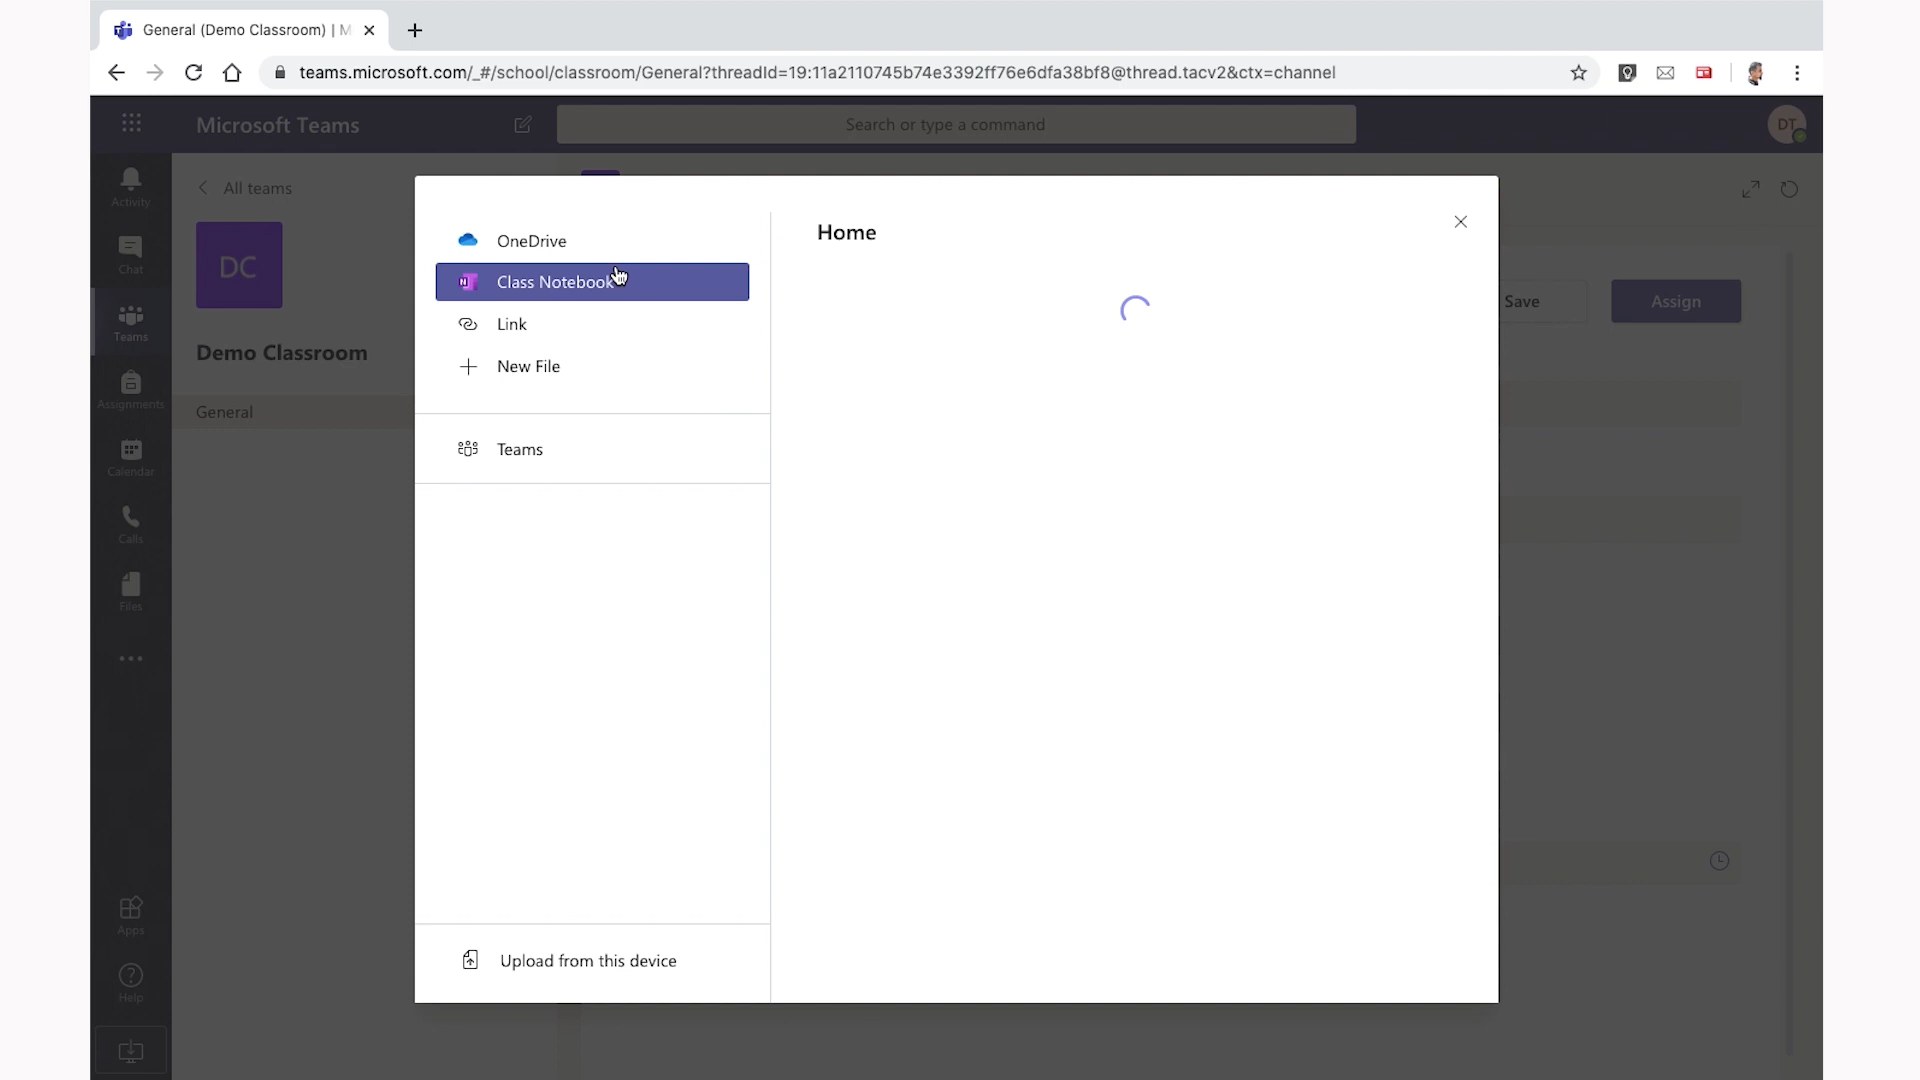 General (Demo Classroom) | M
teams.microsoft.com/_#/school/classroom/General?threadId=19:11a2110745b74e3392ff76e6dfa38bf8@thread.tacv2&ctx=channel
Microsoft Teams
Search or type a command
DT
Activity
Chat
Teams
Assignments
Calendar
Calls
Files
Apps
Help
All teams
DC
Demo Classroom
General
OneDrive
Class Notebook
Link
New File
Teams
Upload from this device
Home
Save
Assign